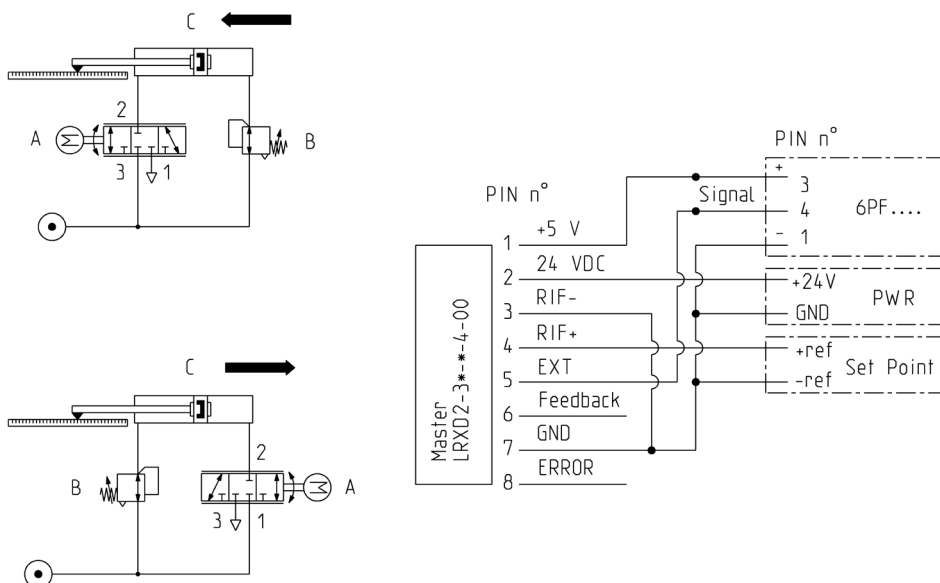 C
2
A
M
B
3
1
C
2
B
A
M
3
1
PIN n°
1
+5 V
2
24 VDC
3
RIF-
4
RIF+
5
EXT
6
Feedback
7
GND
8
ERROR
Master
LRXD2-3*-*-4-00
Signal
PIN n°
+
3
4
-
1
6PF....
+24V
GND
PWR
+ref
-ref
Set Point